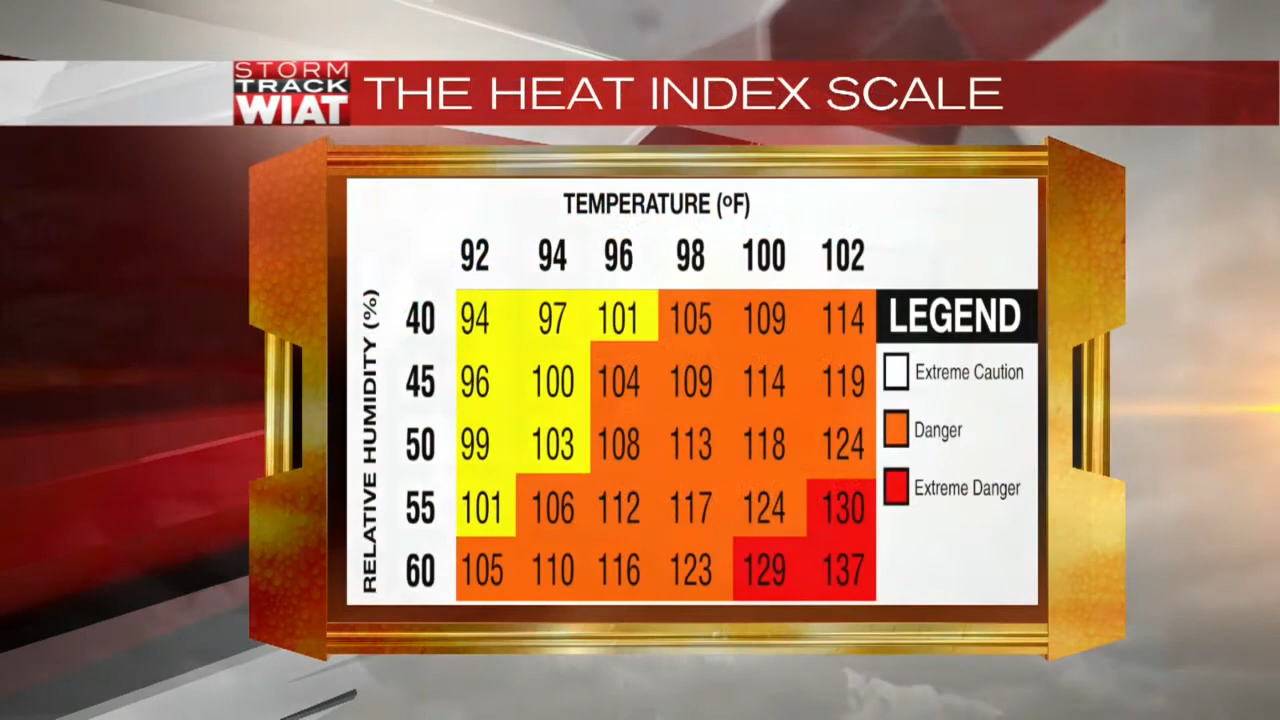 STORM
TRACK
WIAT
THE HEAT INDEX SCALE
TEMPERATURE (ºF)
92 94 96 98 100 102
RELATIVE HUMIDITY (%)
40 94 97 101 105 109 114
45 96 100 104 109 114 119
50 99 103 108 113 118 124
55 101 106 112 117 124 130
60 105 110 116 123 129 137
LEGEND
Extreme Caution
Danger
Extreme Danger